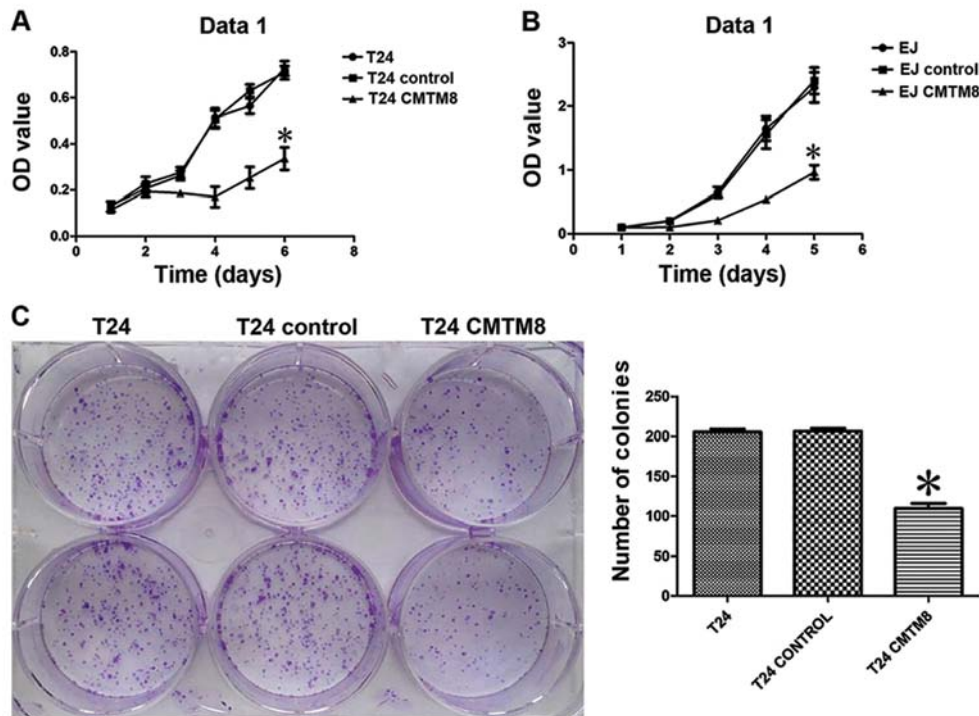 A
Data 1
OD value
0.8
0.6
0.4
0.2
0.0
0
2
4
6
8
Time (days)
T24
T24 control
T24 CMTM8
*
B
Data 1
OD value
3
2
1
0
0
1
2
3
4
5
6
Time (days)
EJ
EJ control
EJ CMTM8
*
C
T24
T24 control
T24 CMTM8
Number of colonies
250
200
150
100
50
0
*
T24
T24 CONTROL
T24 CMTM8